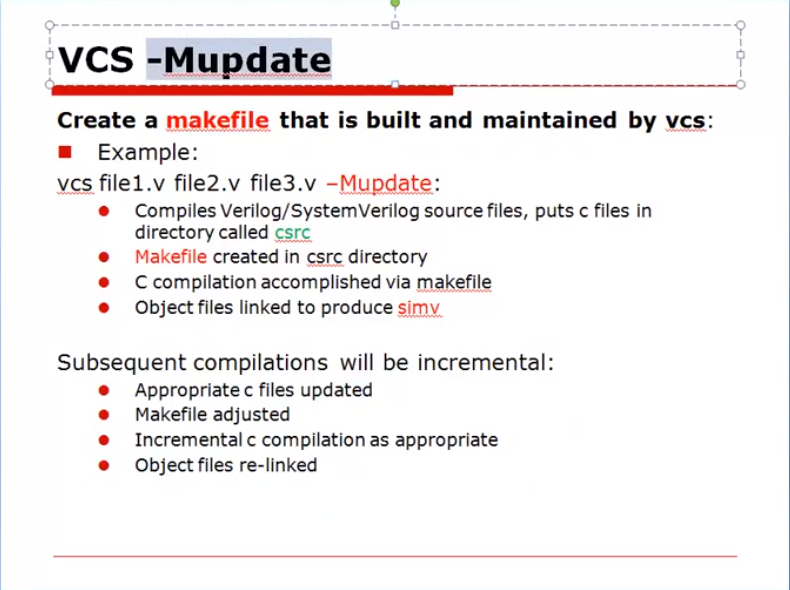 VCS -Mupdate
Create a makefile that is built and maintained by vcs:
Example:
vcs file1.v file2.v file3.v –Mupdate:
Compiles Verilog/SystemVerilog source files, puts c files in
directory called csrc
Makefile created in csrc directory
C compilation accomplished via makefile
Object files linked to produce simv
Subsequent compilations will be incremental:
Appropriate c files updated
Makefile adjusted
Incremental c compilation as appropriate
Object files re-linked